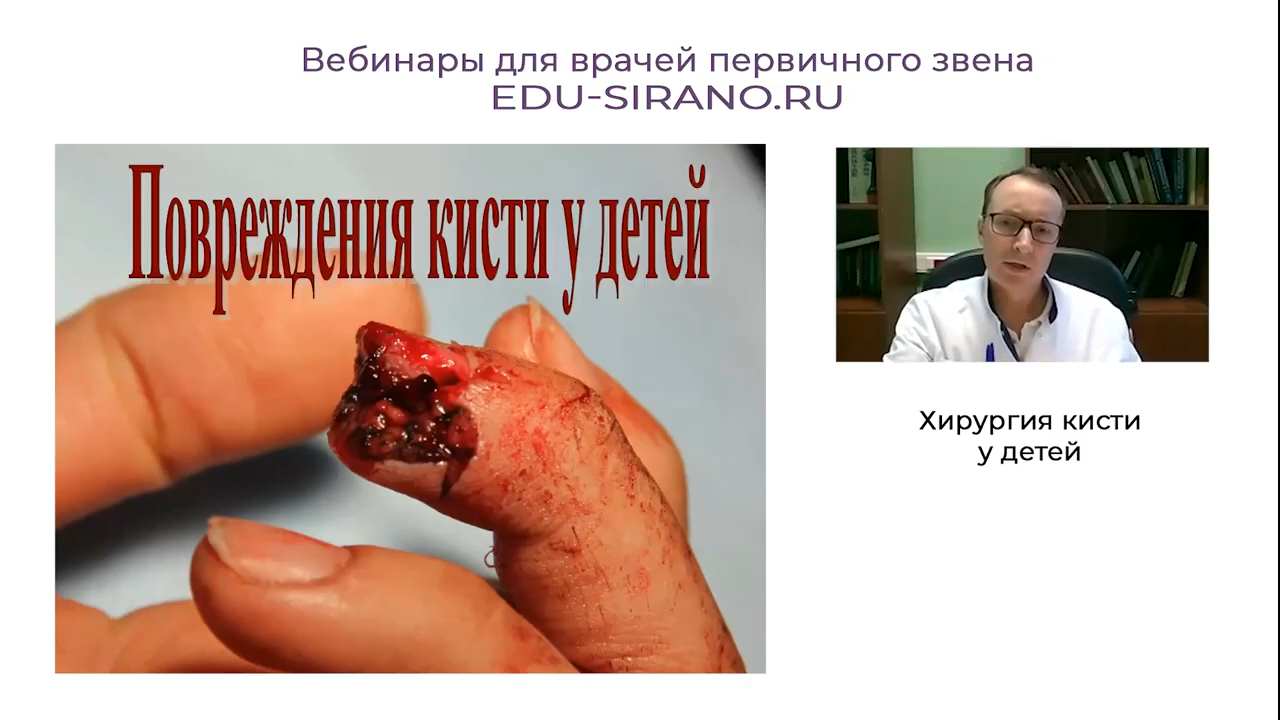 Вебинары для врачей первичного звена
EDU-SIRANO.RU
Повреждения кисти у детей
Хирургия кисти
у детей